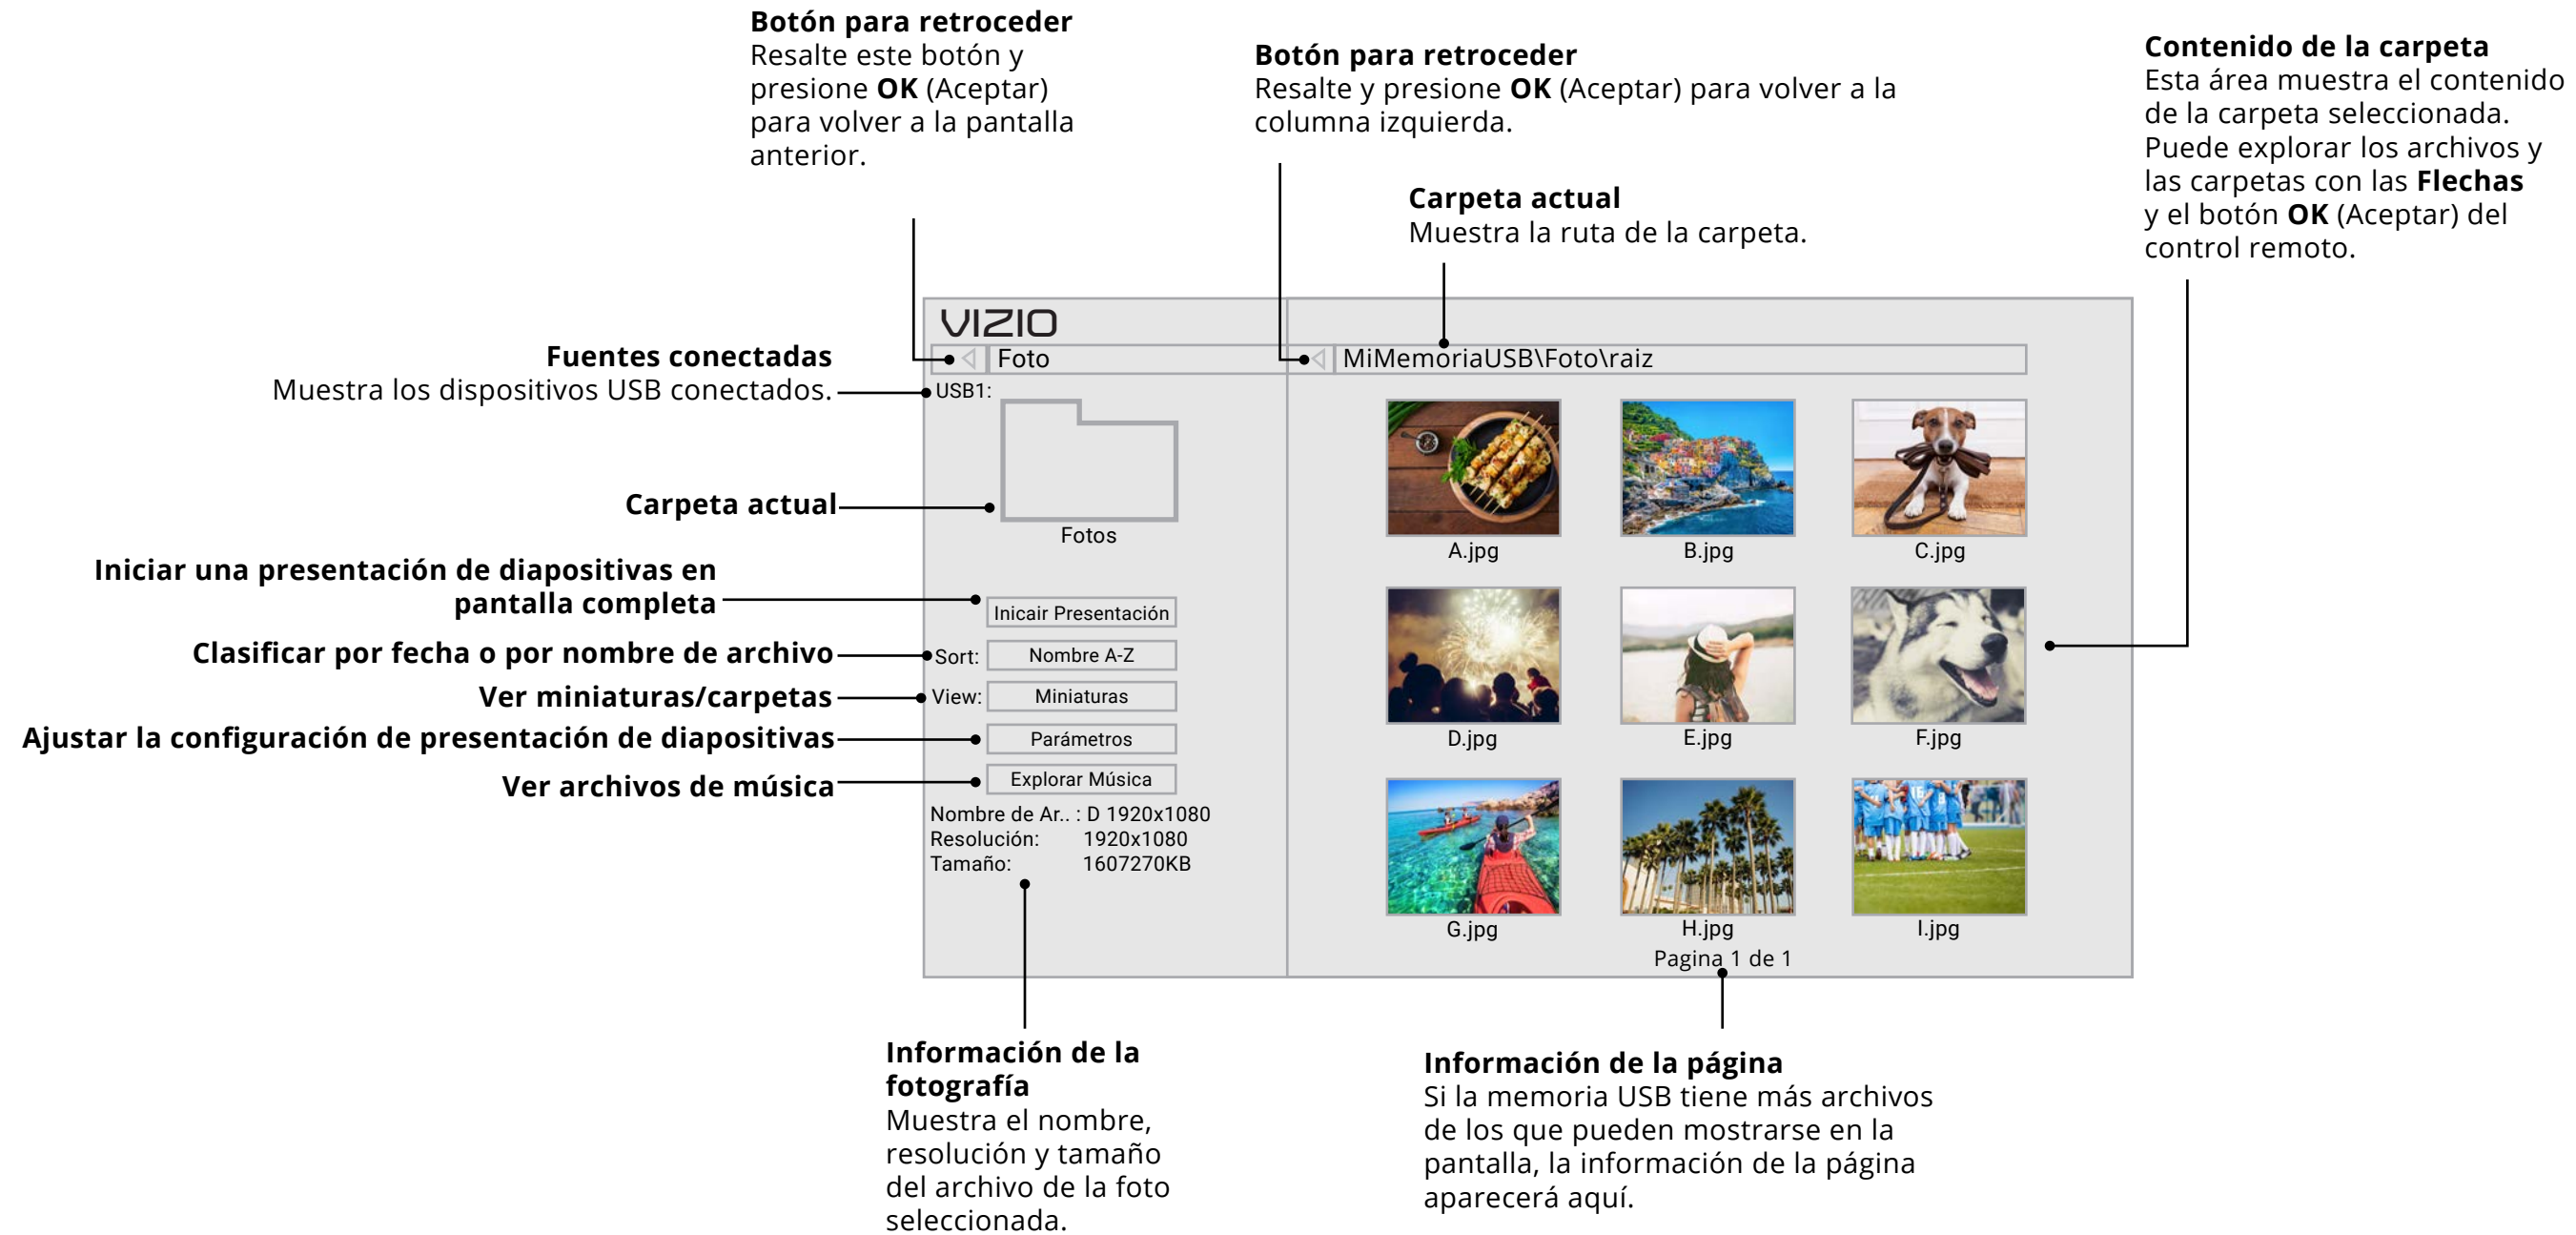 Botón para retroceder
Resalte este botón y
presione OK (Aceptar)
para volver a la pantalla
anterior.
Botón para retroceder
Resalte y presione OK (Aceptar) para volver a la
columna izquierda.
Carpeta actual
Muestra la ruta de la carpeta.
Contenido de la carpeta
Esta área muestra el contenido
de la carpeta seleccionada.
Puede explorar los archivos y
las carpetas con las Flechas
y el botón OK (Aceptar) del
control remoto.
Fuentes conectadas
Muestra los dispositivos USB conectados.
Carpeta actual
Iniciar una presentación de diapositivas en
pantalla completa
Clasificar por fecha o por nombre de archivo
Ver miniaturas/carpetas
Ajustar la configuración de presentación de diapositivas
Ver archivos de música
VIZIO
Foto
USB1:
Fotos
Inicair Presentación
Sort: Nombre A-Z
View: Miniaturas
Parámetros
Explorar Música
Nombre de Ar.. : D 1920x1080
Resolución: 1920x1080
Tamaño: 1607270KB
MiMemoriaUSB\Foto\raiz
A.jpg
B.jpg
C.jpg
D.jpg
E.jpg
F.jpg
G.jpg
H.jpg
I.jpg
Pagina 1 de 1
Información de la
fotografía
Muestra el nombre,
resolución y tamaño
del archivo de la foto
seleccionada.
Información de la página
Si la memoria USB tiene más archivos
de los que pueden mostrarse en la
pantalla, la información de la página
aparecerá aquí.